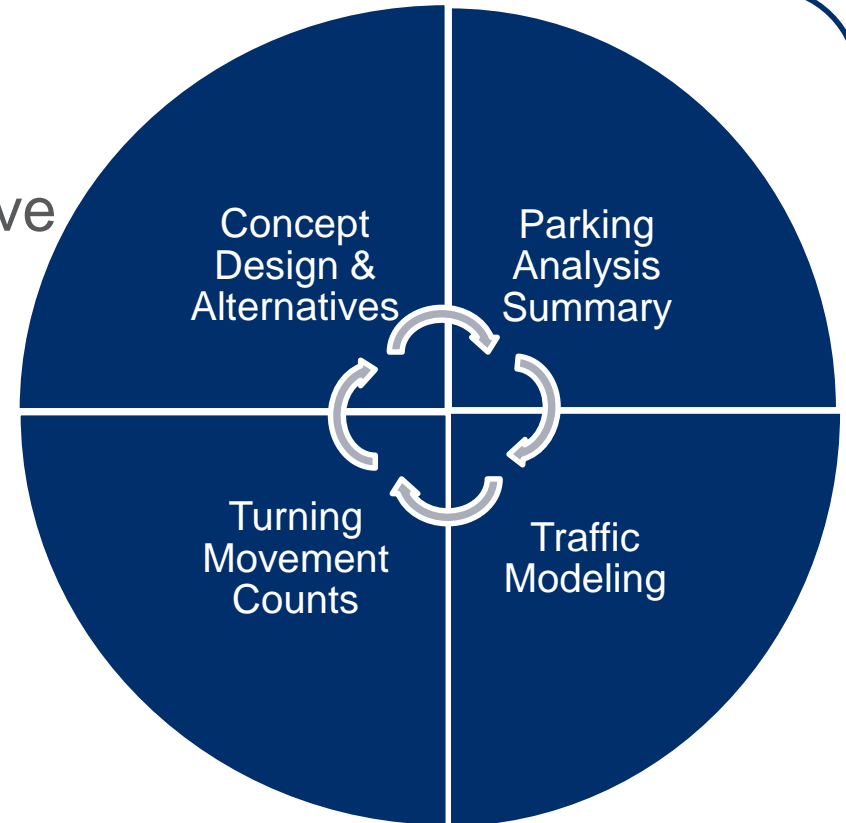 ve
Concept
Design &
Alternatives
Parking
Analysis
Summary
Turning
Movement
Counts
Traffic
Modeling